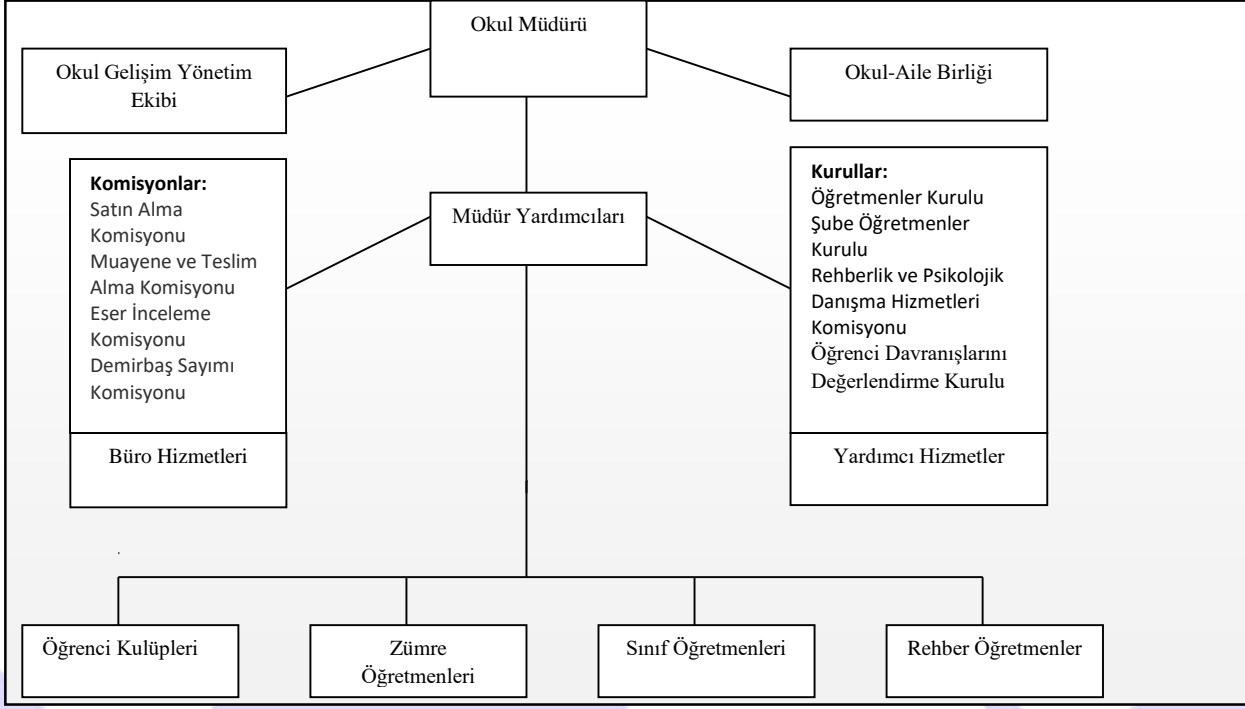 Okul Müdürü
Okul Gelişim Yönetim
Ekibi
Okul-Aile Birliği
Komisyonlar:
Satın Alma
Komisyonu
Muayene ve Teslim
Alma Komisyonu
Eser İnceleme
Komisyonu
Demirbaş Sayımı
Komisyonu
Müdür Yardımcıları
Kurullar:
Öğretmenler Kurulu
Şube Öğretmenler
Kurulu
Rehberlik ve Psikolojik
Danışma Hizmetleri
Komisyonu
Öğrenci Davranışlarını
Değerlendirme Kurulu
Büro Hizmetleri
Yardımcı Hizmetler
Öğrenci Kulüpleri
Zümre
Öğretmenleri
Sınıf Öğretmenleri
Rehber Öğretmenler